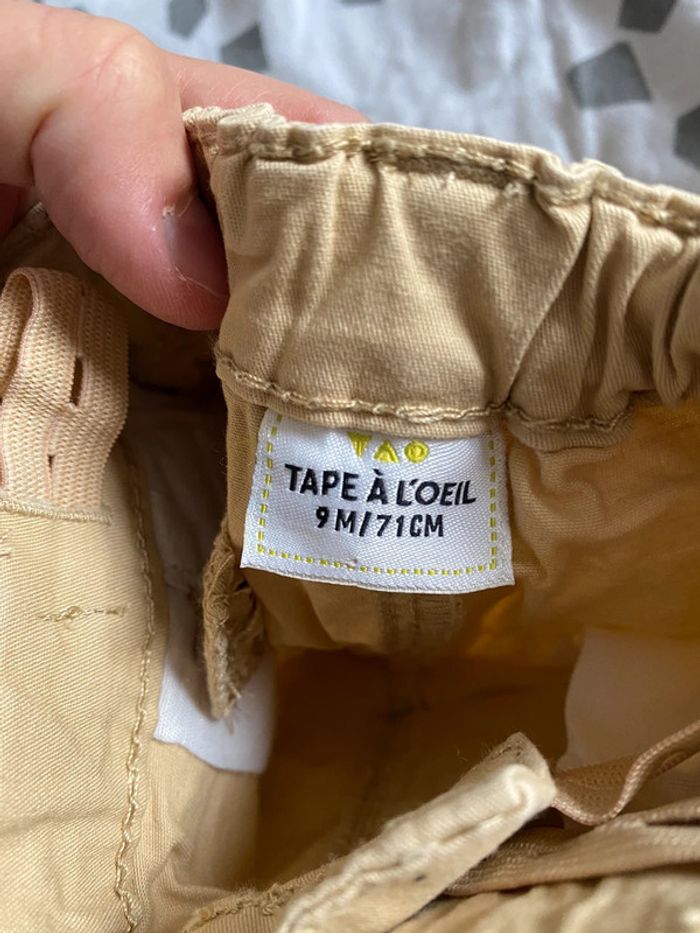 TAO
TAPE À L'OEIL
9M/71CM